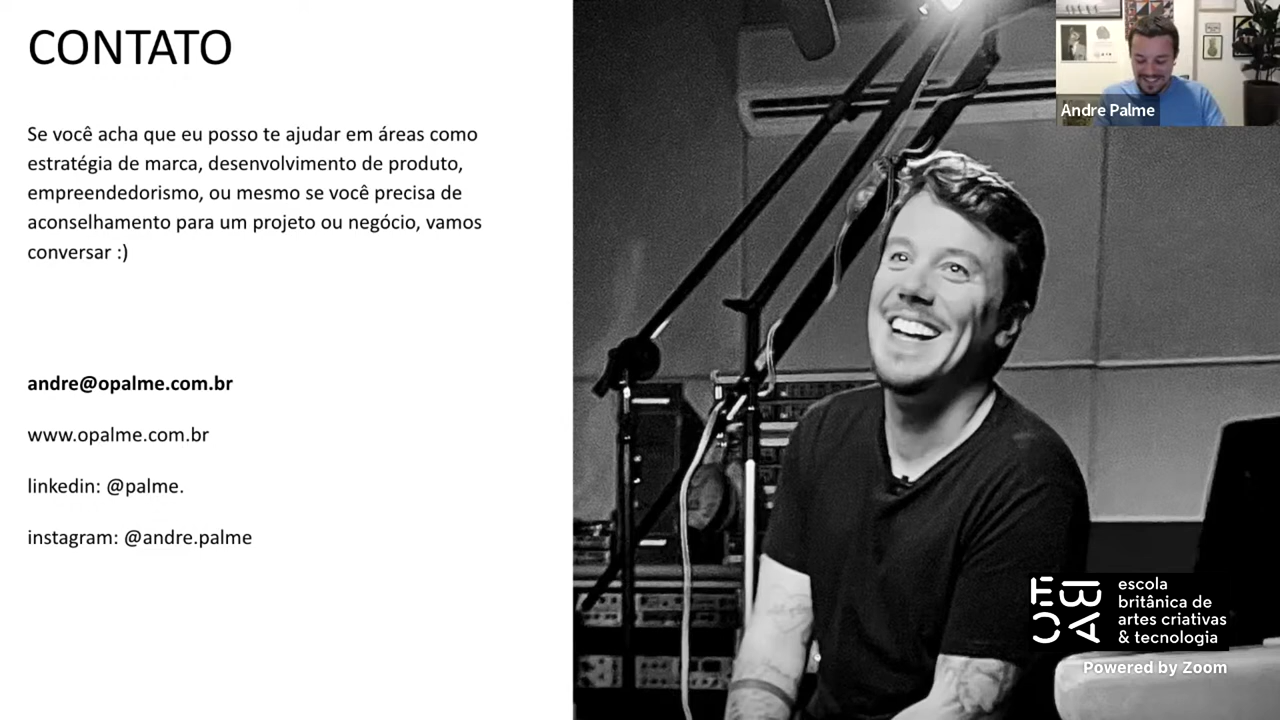 CONTATO
Se você acha que eu posso te ajudar em áreas como
estratégia de marca, desenvolvimento de produto,
empreendedorismo, ou mesmo se você precisa de
aconselhamento para um projeto ou negócio, vamos
conversar :)
andre@opalme.com.br
www.opalme.com.br
linkedin: @palme.
instagram: @andre.palme
Andre Palme
EBAC
escola
britânica de
artes criativas
& tecnologia
Powered by Zoom